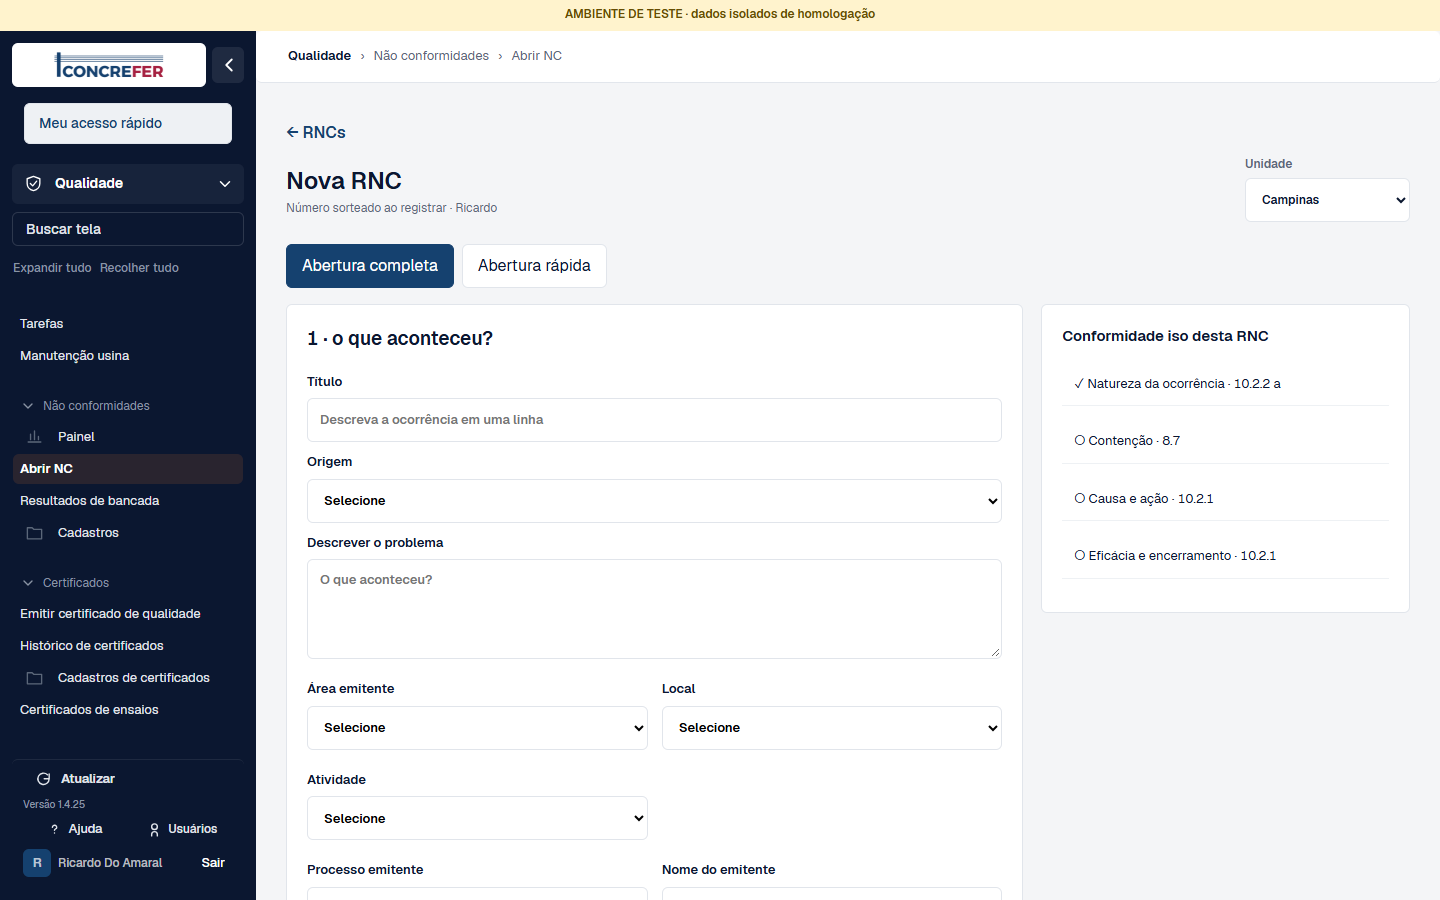 AMBIENTE DE TESTE · dados isolados de homologação
CONCREFER
Meu acesso rápido
Qualidade
Buscar tela
Expandir tudo Recolher tudo
Tarefas
Manutenção usina
Não conformidades
Painel
Abrir NC
Resultados de bancada
Cadastros
Certificados
Emitir certificado de qualidade
Histórico de certificados
Cadastros de certificados
Certificados de ensaios
Atualizar
Versão 1.4.25
? Ajuda Usuários
R Ricardo Do Amaral Sair
Qualidade › Não conformidades › Abrir NC
← RNCs
Nova RNC
Número sorteado ao registrar · Ricardo
Unidade
Campinas
Abertura completa Abertura rápida
1 · o que aconteceu?
Título
Descreva a ocorrência em uma linha
Origem
Selecione
Descrever o problema
O que aconteceu?
Área emitente Local
Selecione Selecione
Atividade
Selecione
Processo emitente Nome do emitente
Conformidade iso desta RNC
✓ Natureza da ocorrência · 10.2.2 a
○ Contenção · 8.7
○ Causa e ação · 10.2.1
○ Eficácia e encerramento · 10.2.1